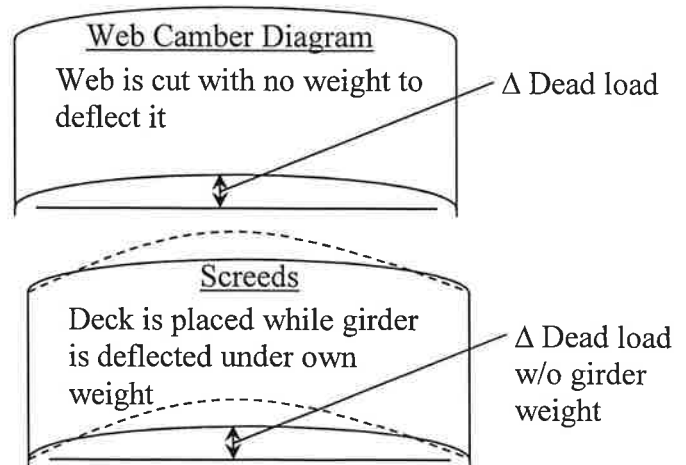 Web Camber Diagram
Web is cut with no weight to
deflect it
Δ Dead load
Screeds
Deck is placed while girder
is deflected under own
weight
Δ Dead load
w/o girder
weight